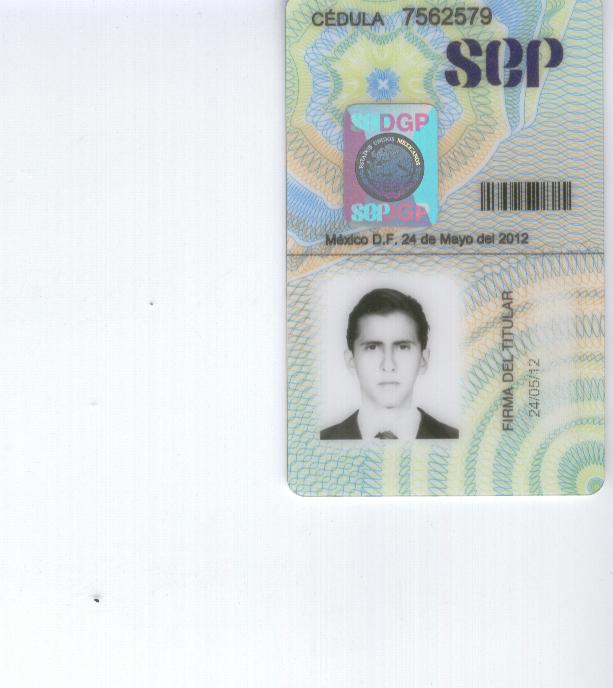 CÉDULA 7562579
sep
sep DGP
ESTADOS UNIDOS MEXICANOS
sep DGP
México D.F. 24 de Mayo del 2012
FIRMA DEL TITULAR
24/05/12